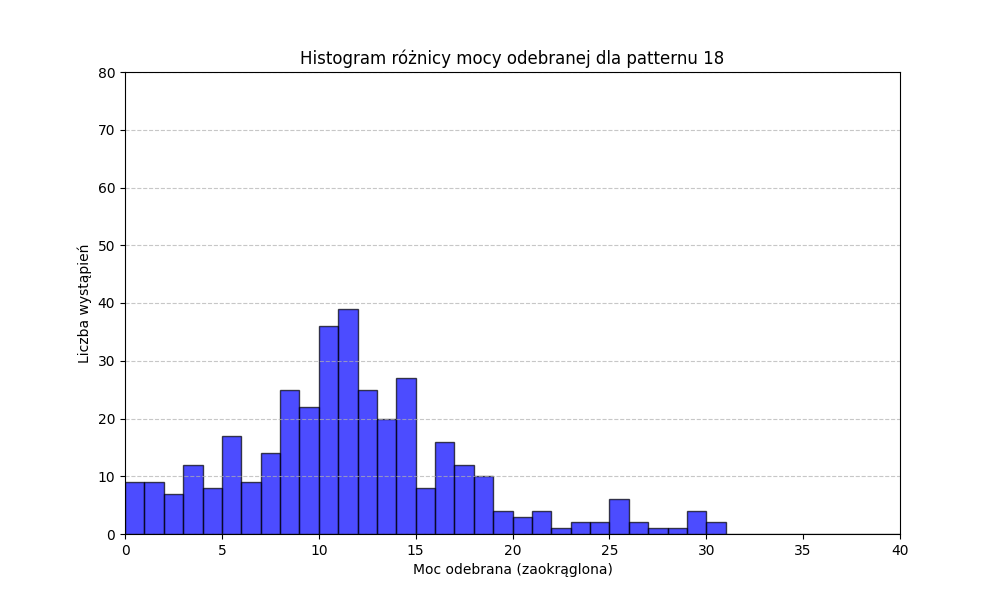 Histogram różnicy mocy odebranej dla patternu 18
80
70
60
50
40
30
20
10
0
Liczba wystąpień
0 5 10 15 20 25 30 35 40
Moc odebrana (zaokrąglona)